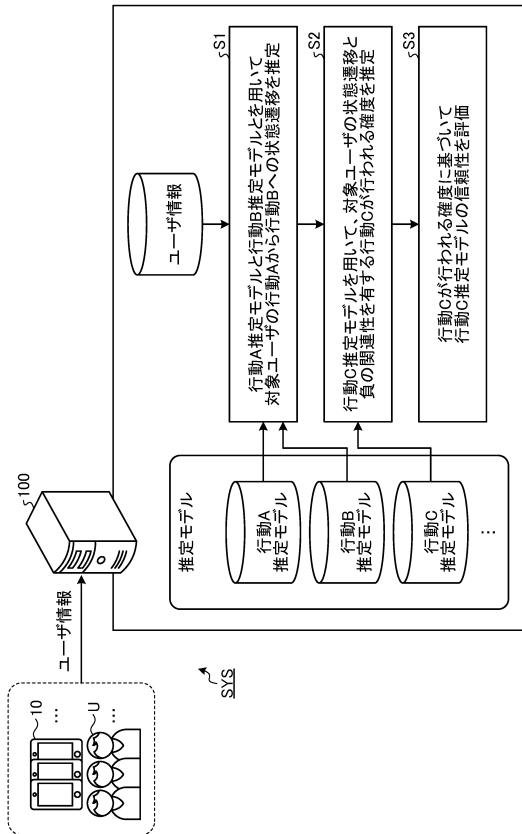 10
…
U
…
ユーザ情報
100
SYS
推定モデル
行動A
推定モデル
行動B
推定モデル
行動C
推定モデル
…
ユーザ情報
S1
行動A推定モデルと行動B推定モデルとを用いて
対象ユーザの行動Aから行動Bへの状態遷移を推定
S2
行動C推定モデルを用いて、対象ユーザの状態遷移と
負の関連性を有する行動Cが行われる確度を推定
S3
行動Cが行われる確度に基づいて
行動C推定モデルの信頼性を評価